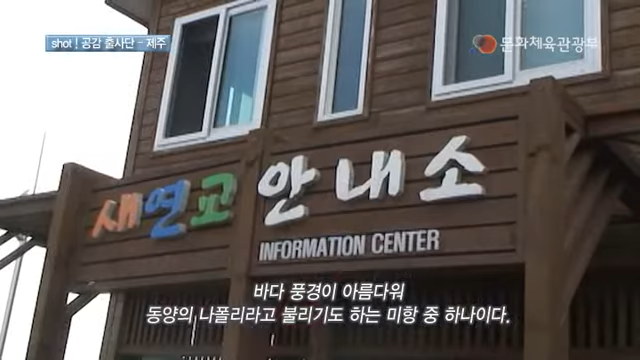 shot ! 공감 출사단 - 제주
문화체육관광부
새연교 안내소
INFORMATION CENTER
바다 풍경이 아름다워
동양의 나폴리라고 불리기도 하는 미항 중 하나이다.